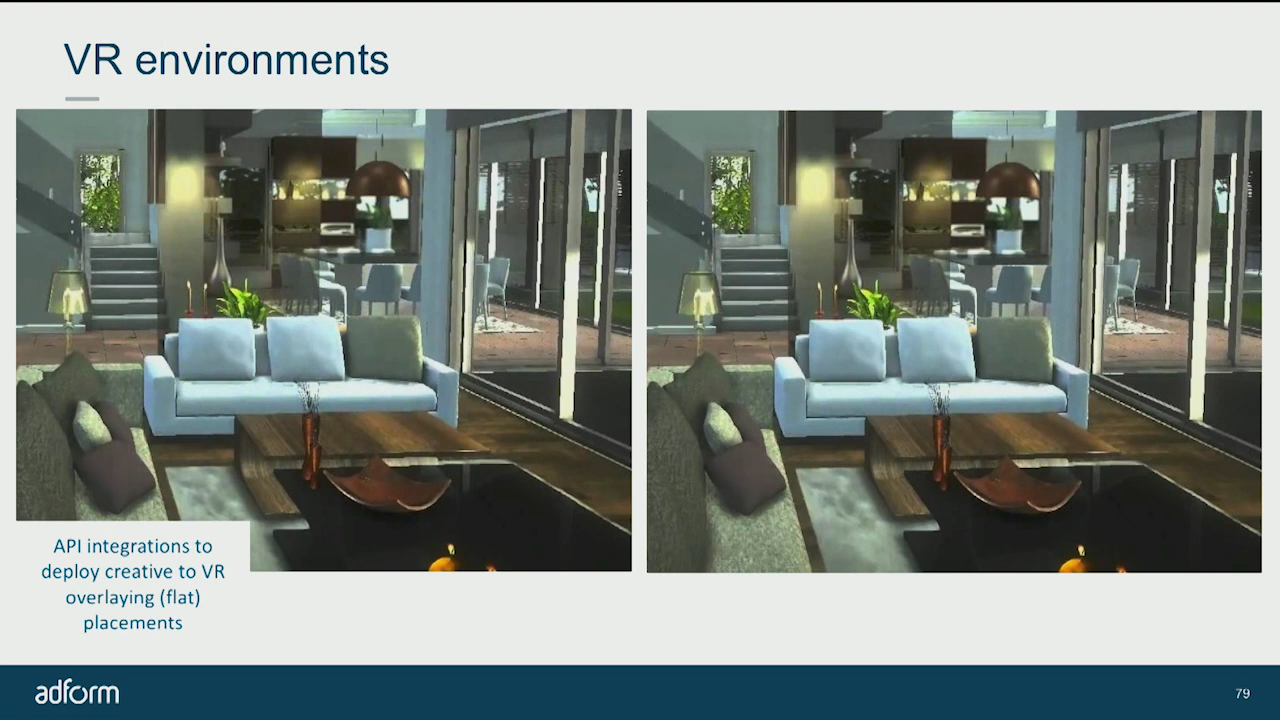 VR environments
API integrations to
deploy creative to VR
overlaying (flat)
placements
adform
79